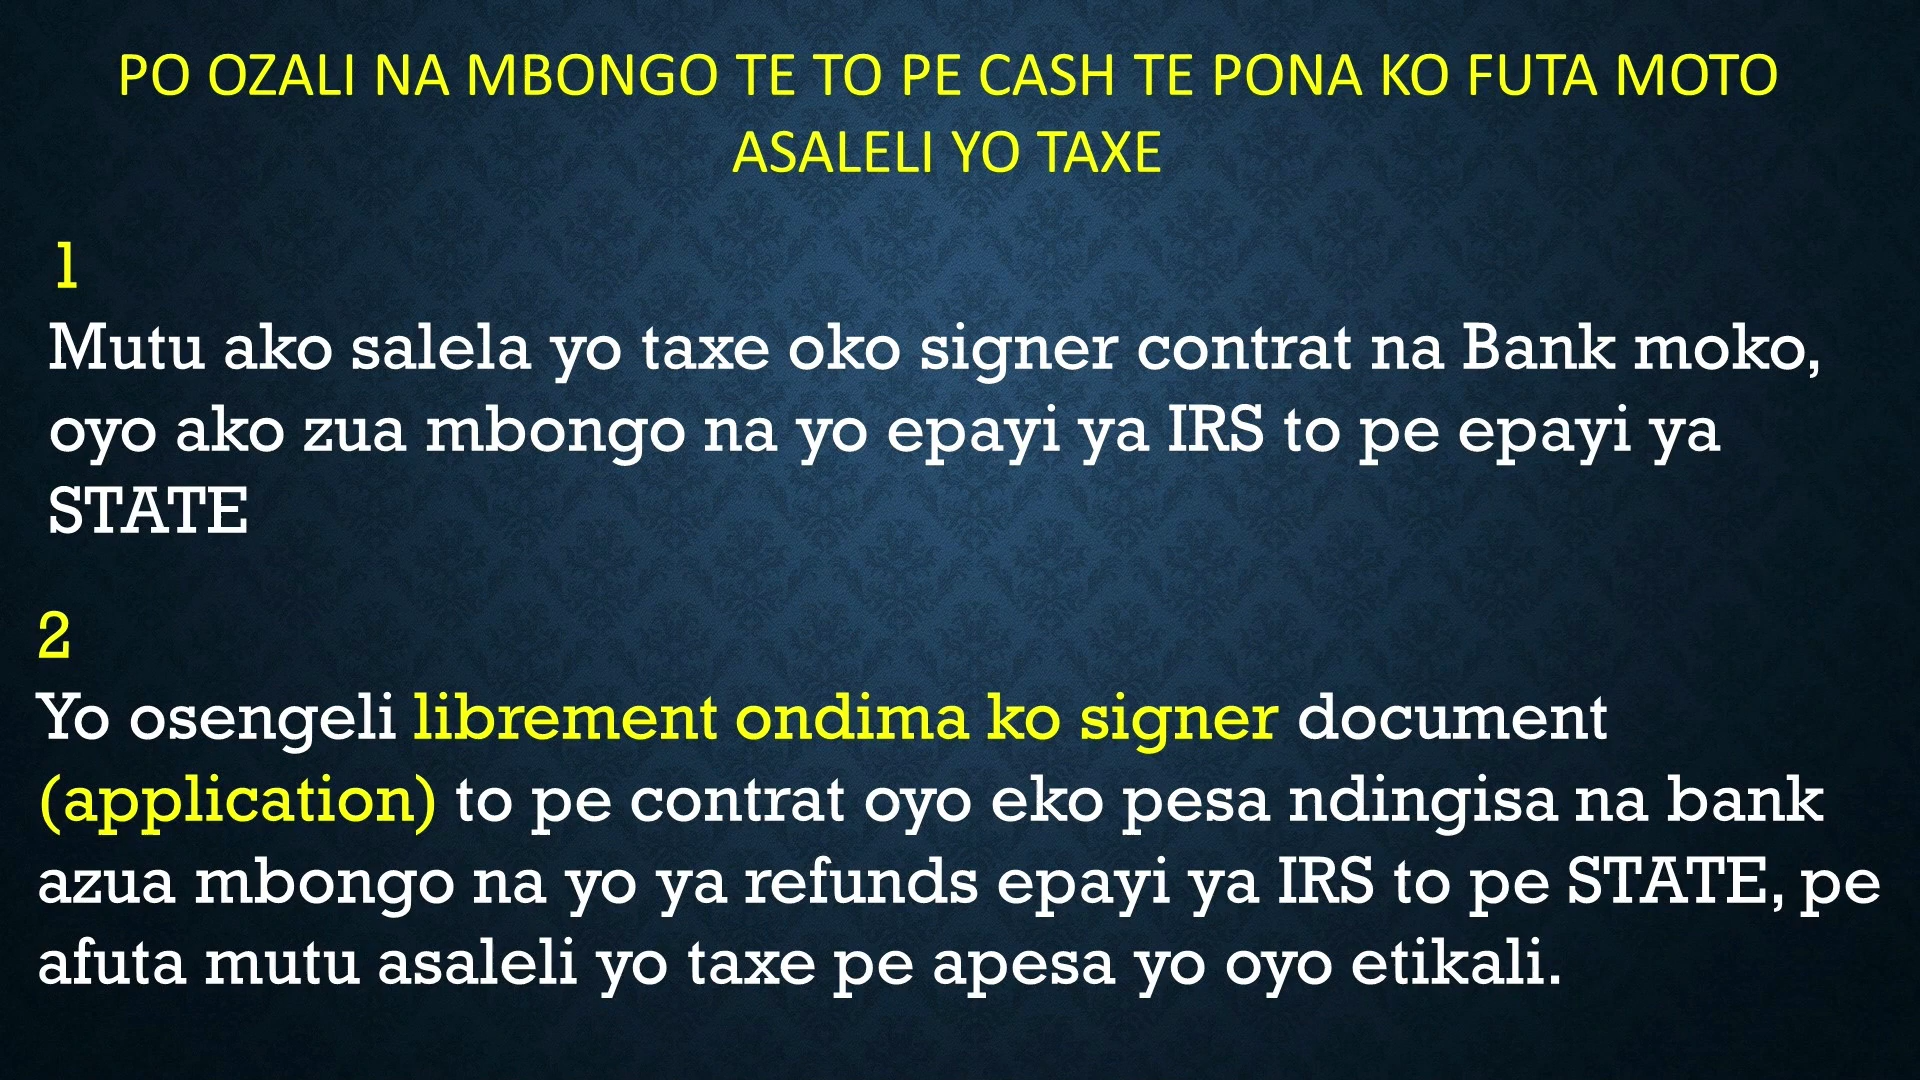 PO OZALI NA MBONGO TE TO PE CASH TE PONA KO FUTA MOTO
ASALELI YO TAXE
1
Mutu ako salela yo taxe oko signer contrat na Bank moko,
oyo ako zua mbongo na yo epayi ya IRS to pe epayi ya
STATE
2
Yo osengeli librement ondima ko signer document
(application) to pe contrat oyo eko pesa ndingisa na bank
azua mbongo na yo ya refunds epayi ya IRS to pe STATE, pe
afuta mutu asaleli yo taxe pe apesa yo oyo etikali.